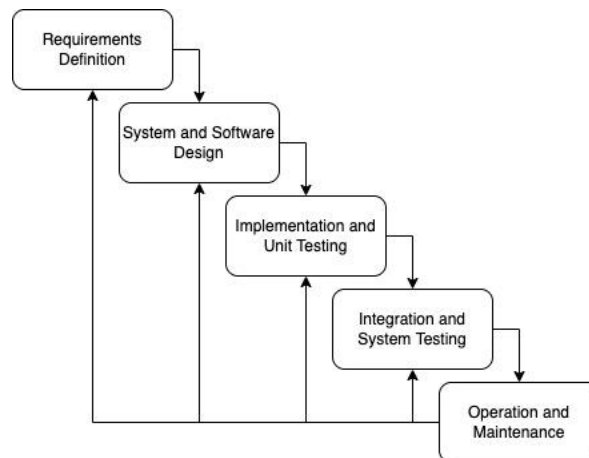 Requirements
Definition
System and Software
Design
Implementation and
Unit Testing
Integration and
System Testing
Operation and
Maintenance